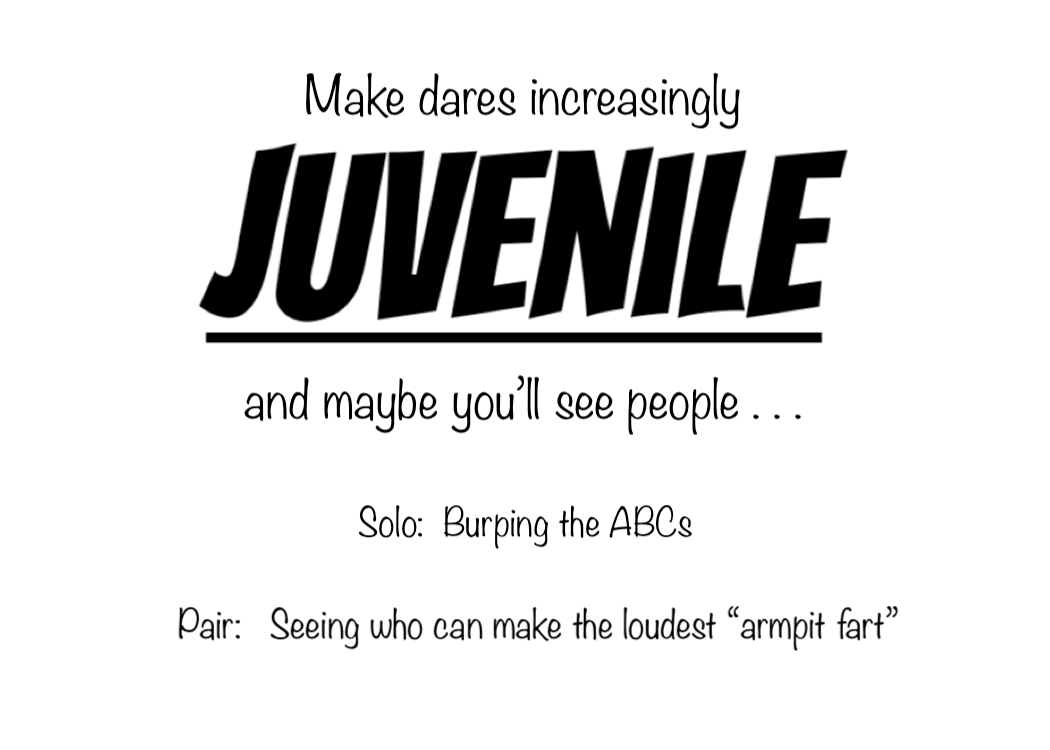 Make dares increasingly
JUVENILE
and maybe you’ll see people . . .
Solo: Burping the ABCs
Pair: Seeing who can make the loudest “armpit fart”